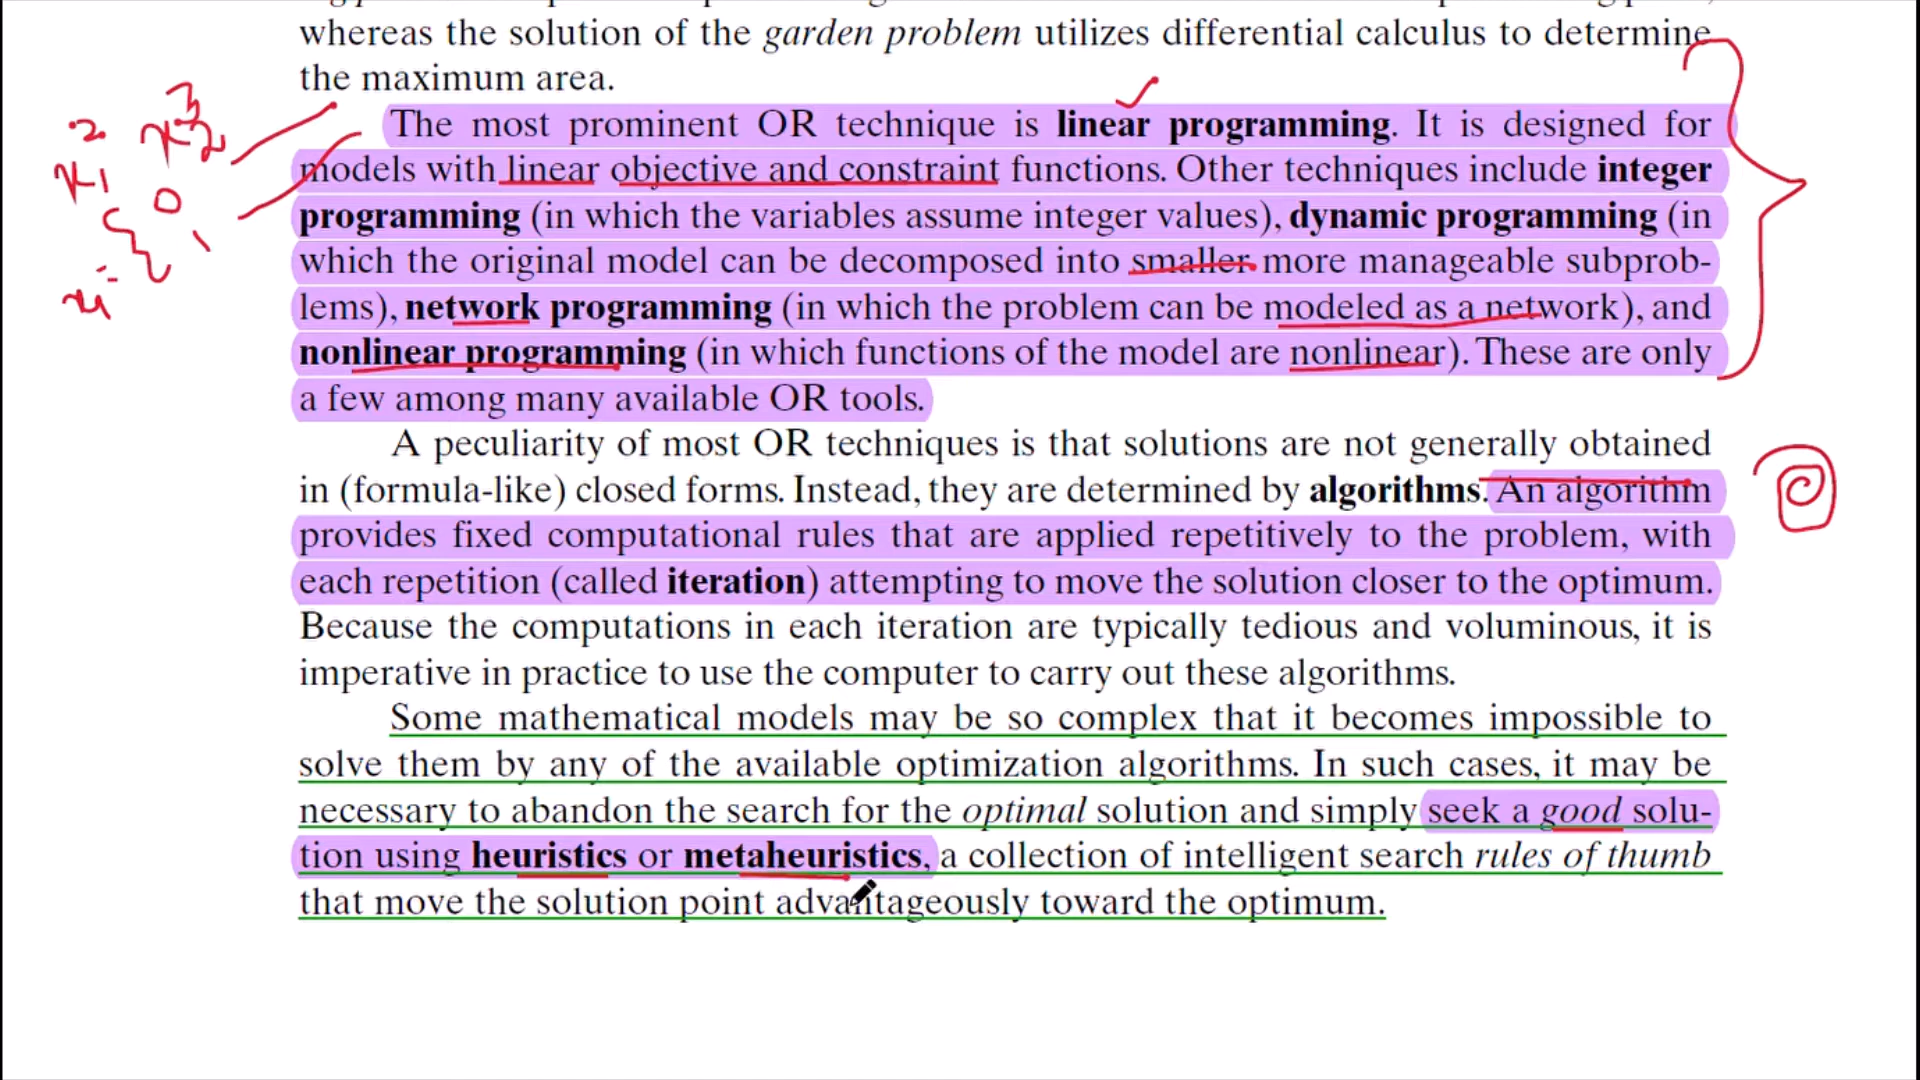 whereas the solution of the garden problem utilizes differential calculus to determine
the maximum area.
The most prominent OR technique is linear programming. It is designed for
models with linear objective and constraint functions. Other techniques include integer
programming (in which the variables assume integer values), dynamic programming (in
which the original model can be decomposed into smaller more manageable subprob-
lems), network programming (in which the problem can be modeled as a network), and
nonlinear programming (in which functions of the model are nonlinear). These are only
a few among many available OR tools.
A peculiarity of most OR techniques is that solutions are not generally obtained
in (formula-like) closed forms. Instead, they are determined by algorithms. An algorithm
provides fixed computational rules that are applied repetitively to the problem, with
each repetition (called iteration) attempting to move the solution closer to the optimum.
Because the computations in each iteration are typically tedious and voluminous, it is
imperative in practice to use the computer to carry out these algorithms.
Some mathematical models may be so complex that it becomes impossible to
solve them by any of the available optimization algorithms. In such cases, it may be
necessary to abandon the search for the optimal solution and simply seek a good solu-
tion using heuristics or metaheuristics, a collection of intelligent search rules of thumb
that move the solution point advantageously toward the optimum.